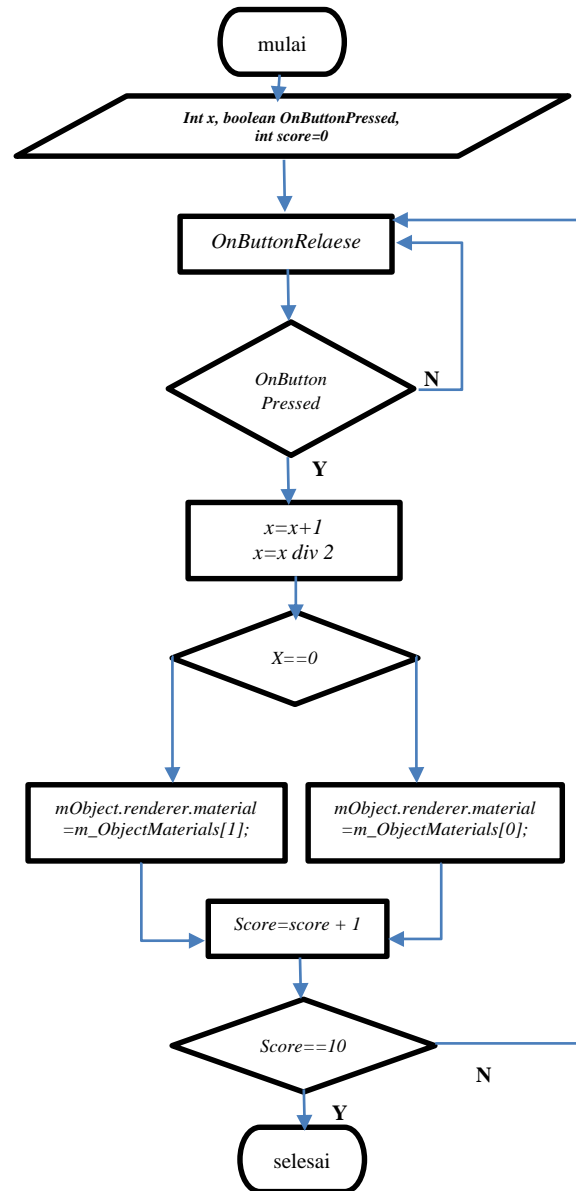 mulai
Int x, boolean OnButtonPressed,
int score=0
OnButtonRelaese
OnButton
Pressed
N
Y
x=x+1
x=x div 2
X==0
mObject.renderer.material
=m_ObjectMaterials[1];
mObject.renderer.material
=m_ObjectMaterials[0];
Score=score + 1
Score==10
N
Y
selesai